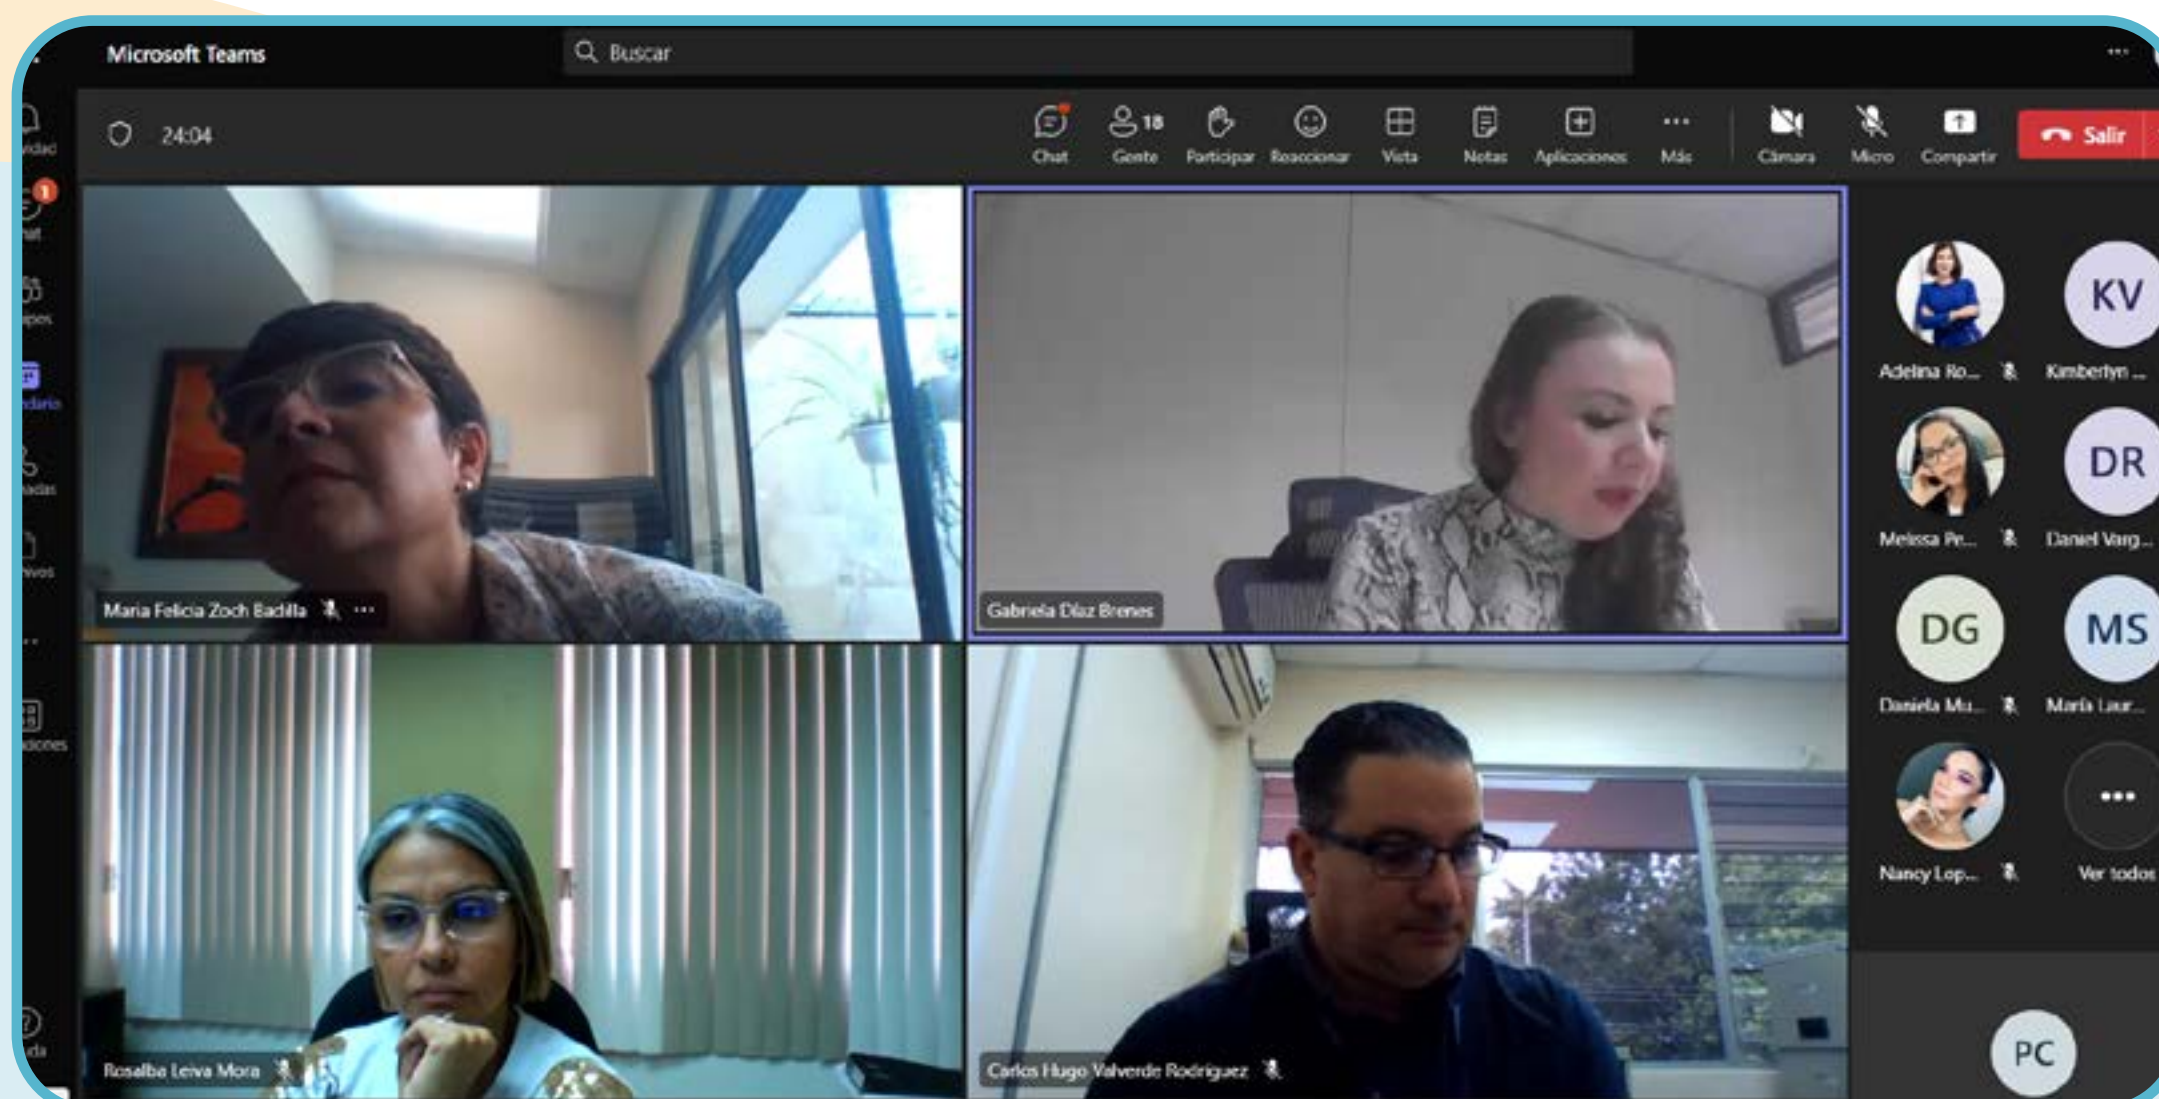 Microsoft Teams
Buscar
24:04
Chat
18
Gente
Participar
Reaccionar
Vista
Notas
Aplicaciones
Más
Cámara
Micro
Compartir
Salir
1
Maria Felicia Zoch Badilla
Gabriela Díaz Brenes
Rosalba Leiva Mora
Carlos Hugo Valverde Rodríguez
Adelina Ro...
KV
Kimberlyn ...
Melissa Pe...
DR
Daniel Varg...
DG
Daniela Mu...
MS
María Laur...
Nancy Lop...
Ver todos
PC